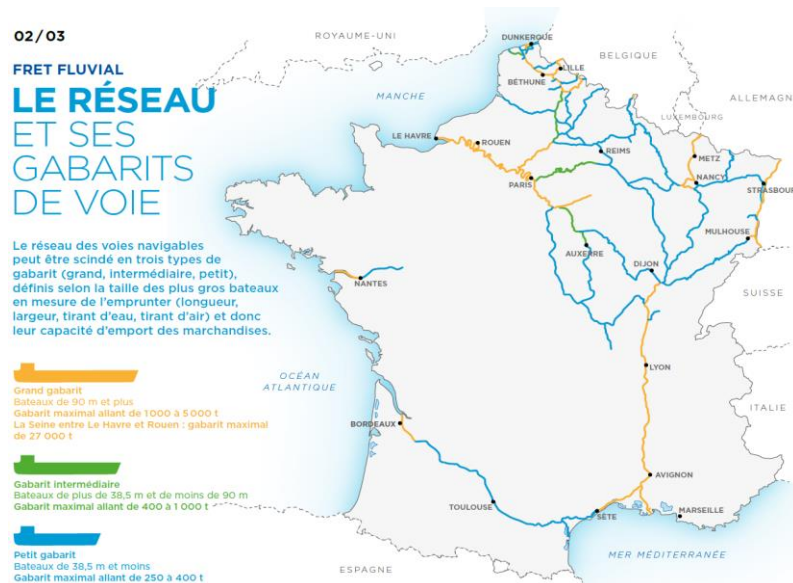 02/03
FRET FLUVIAL
LE RÉSEAU
ET SES
GABARITS
DE VOIE
Le réseau des voies navigables
peut être scindé en trois types de
gabarit (grand, intermédiaire, petit),
définis selon la taille des plus gros bateaux
en mesure de l'emprunter (longueur,
largeur, tirant d'eau, tirant d'air) et donc
leur capacité d'emport des marchandises.
Grand gabarit
Bateaux de 90 m et plus
Gabarit maximal allant de 1000 à 5000 t
La Seine entre Le Havre et Rouen : gabarit maximal
de 27 000 t
Gabarit intermédiaire
Bateaux de plus de 38,5 m et de moins de 90 m
Gabarit maximal allant de 400 à 1 000 t
Petit gabarit
Bateaux de 38,5 m et moins
Gabarit maximal allant de 250 à 400 t
ROYAUME-UNI
DUNKERQUE
BELGIQUE
LILLE
BÉTHUNE
MANCHE
ALLEMAGN
LUXEMBOURG
LE HAVRE
ROUEN
REIMS
METZ
PARIS
NANCY
STRASBOUR
MULHOUSE
AUXERRE
DIJON
NANTES
SUISSE
OCÉAN
ATLANTIQUE
LYON
ITALIE
BORDEAUX
AVIGNON
TOULOUSE
SÈTE
MARSEILLE
MER MÉDITERRANÉE
ESPAGNE